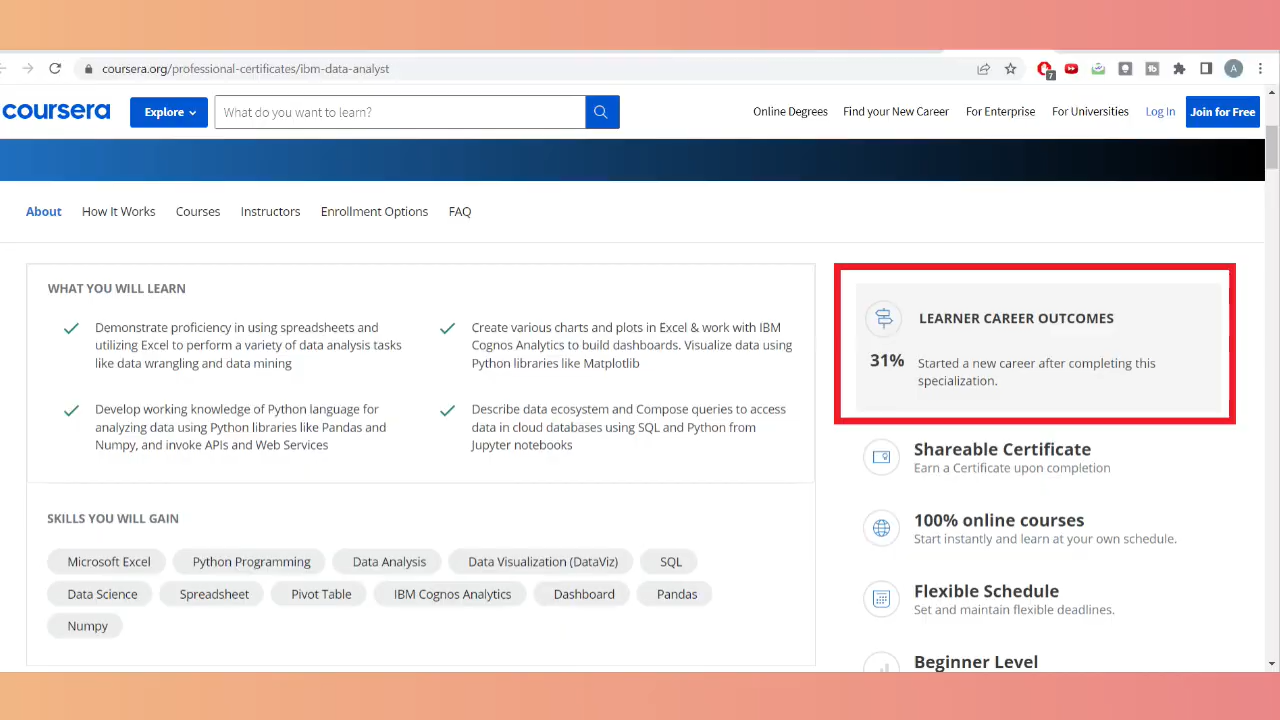 coursera.org/professional-certificates/ibm-data-analyst
7
A
coursera
Explore
What do you want to learn?
Online Degrees
Find your New Career
For Enterprise
For Universities
Log In
Join for Free
About
How It Works
Courses
Instructors
Enrollment Options
FAQ
WHAT YOU WILL LEARN
Demonstrate proficiency in using spreadsheets and
utilizing Excel to perform a variety of data analysis tasks
like data wrangling and data mining
Create various charts and plots in Excel & work with IBM
Cognos Analytics to build dashboards. Visualize data using
Python libraries like Matplotlib
Develop working knowledge of Python language for
analyzing data using Python libraries like Pandas and
Numpy, and invoke APIs and Web Services
Describe data ecosystem and Compose queries to access
data in cloud databases using SQL and Python from
Jupyter notebooks
SKILLS YOU WILL GAIN
Microsoft Excel
Python Programming
Data Analysis
Data Visualization (DataViz)
SQL
Data Science
Spreadsheet
Pivot Table
IBM Cognos Analytics
Dashboard
Pandas
Numpy
LEARNER CAREER OUTCOMES
31%
Started a new career after completing this
specialization.
Shareable Certificate
Earn a Certificate upon completion
100% online courses
Start instantly and learn at your own schedule.
Flexible Schedule
Set and maintain flexible deadlines.
Beginner Level